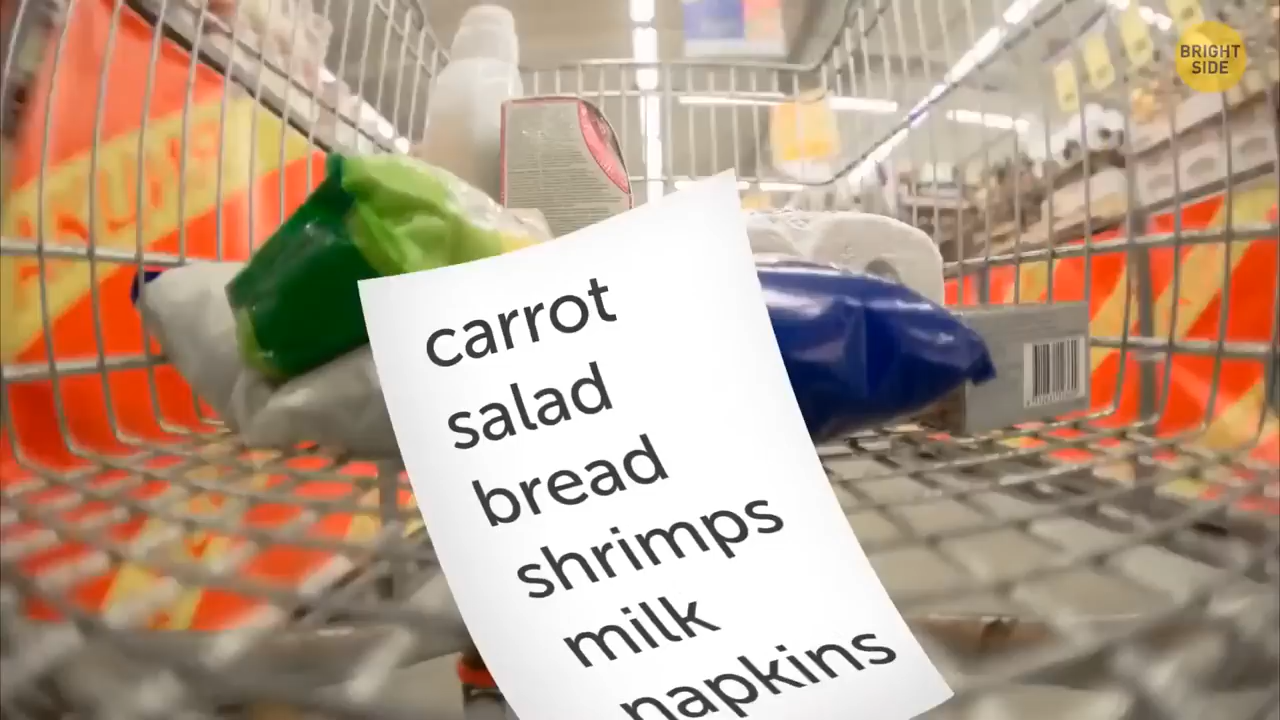 BRIGHT
SIDE
carrot
salad
bread
shrimps
milk
napkins